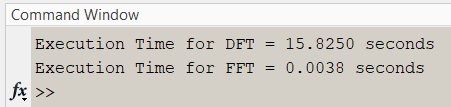 Command Window
Execution Time for DFT = 15.8250 seconds
Execution Time for FFT = 0.0038 seconds
fx >>